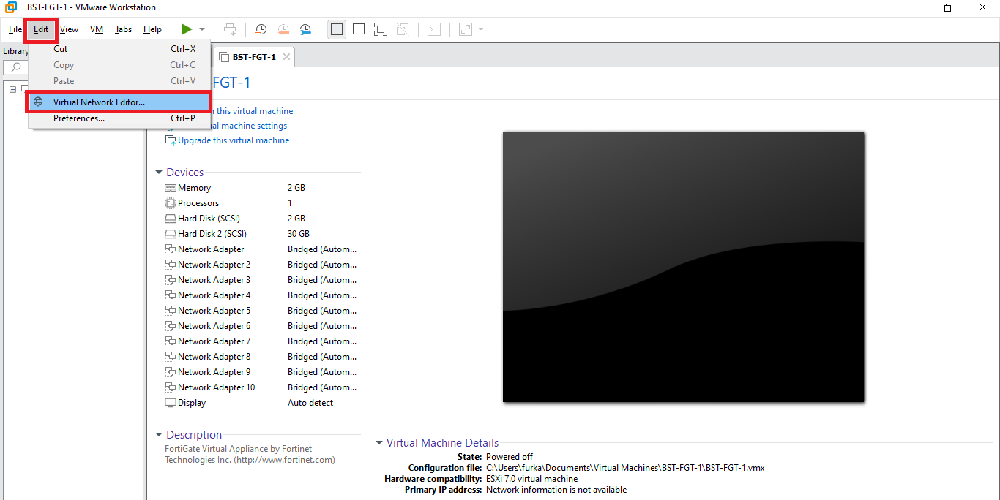 BST-FGT-1 - VMware Workstation
File Edit View VM Tabs Help
Library
Cut Ctrl+X
Copy Ctrl+C
Paste Ctrl+V
Virtual Network Editor...
Preferences... Ctrl+P
BST-FGT-1
-FGT-1
this virtual machine
machine settings
Upgrade this virtual machine
Devices
Memory 2 GB
Processors 1
Hard Disk (SCSI) 2 GB
Hard Disk 2 (SCSI) 30 GB
Network Adapter Bridged (Autom...
Network Adapter 2 Bridged (Autom...
Network Adapter 3 Bridged (Autom...
Network Adapter 4 Bridged (Autom...
Network Adapter 5 Bridged (Autom...
Network Adapter 6 Bridged (Autom...
Network Adapter 7 Bridged (Autom...
Network Adapter 8 Bridged (Autom...
Network Adapter 9 Bridged (Autom...
Network Adapter 10 Bridged (Autom...
Display Auto detect
Description
FortiGate Virtual Appliance by Fortinet
Technologies Inc. (http://www.fortinet.com)
Virtual Machine Details
State: Powered off
Configuration file: C:\Users\furka\Documents\Virtual Machines\BST-FGT-1\BST-FGT-1.vmx
Hardware compatibility: ESXi 7.0 virtual machine
Primary IP address: Network information is not available